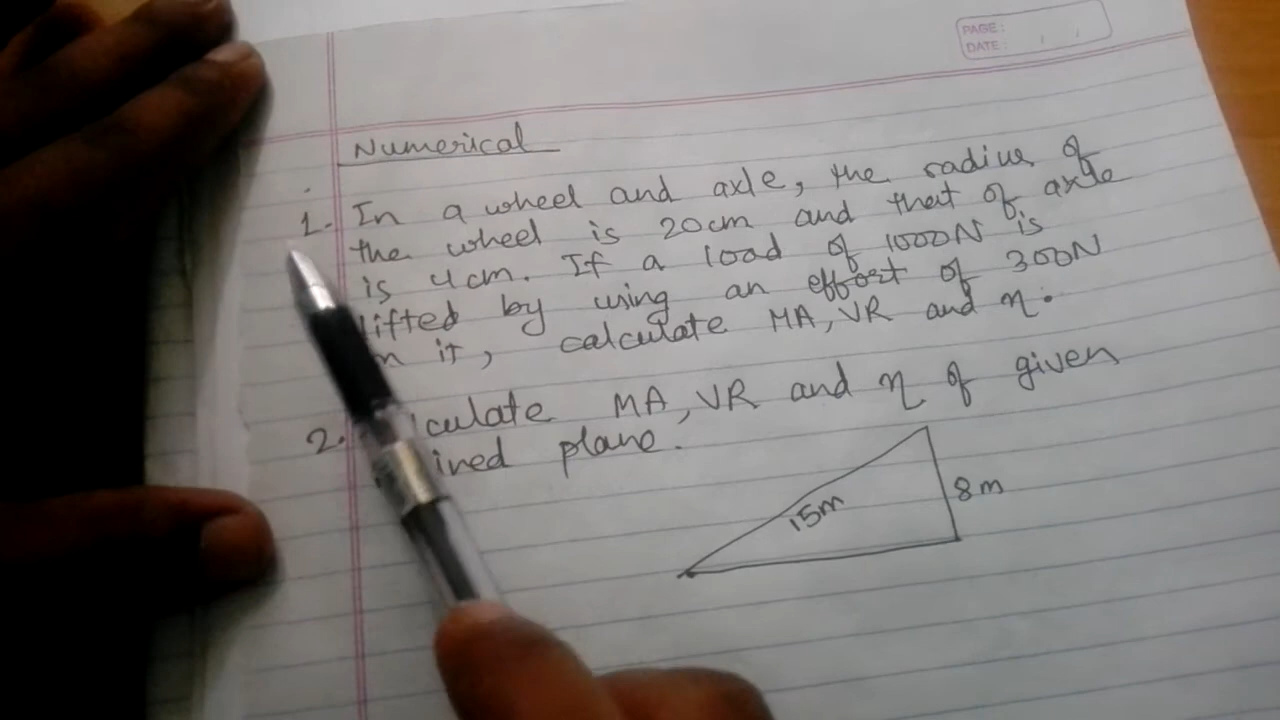 PAGE:
DATE:
Numerical
1. In a wheel and axle, the radius of
the wheel is 20cm and that of axle
is 4cm. If a load of 1000N is
lifted by using an effort of 300N
it, calculate MA, VR and η.
2. culate MA, VR and η of given
ined plane.
15m
8m